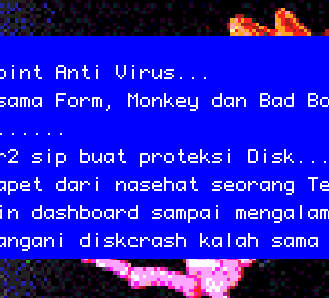 oint Anti Virus...
sama Form, Monkey dan Bad Bo
.......
r2 sip buat proteksi Disk...
apet dari nasehat seorang Te
in dashboard sampai mengalam
angani diskcrash kalah sama